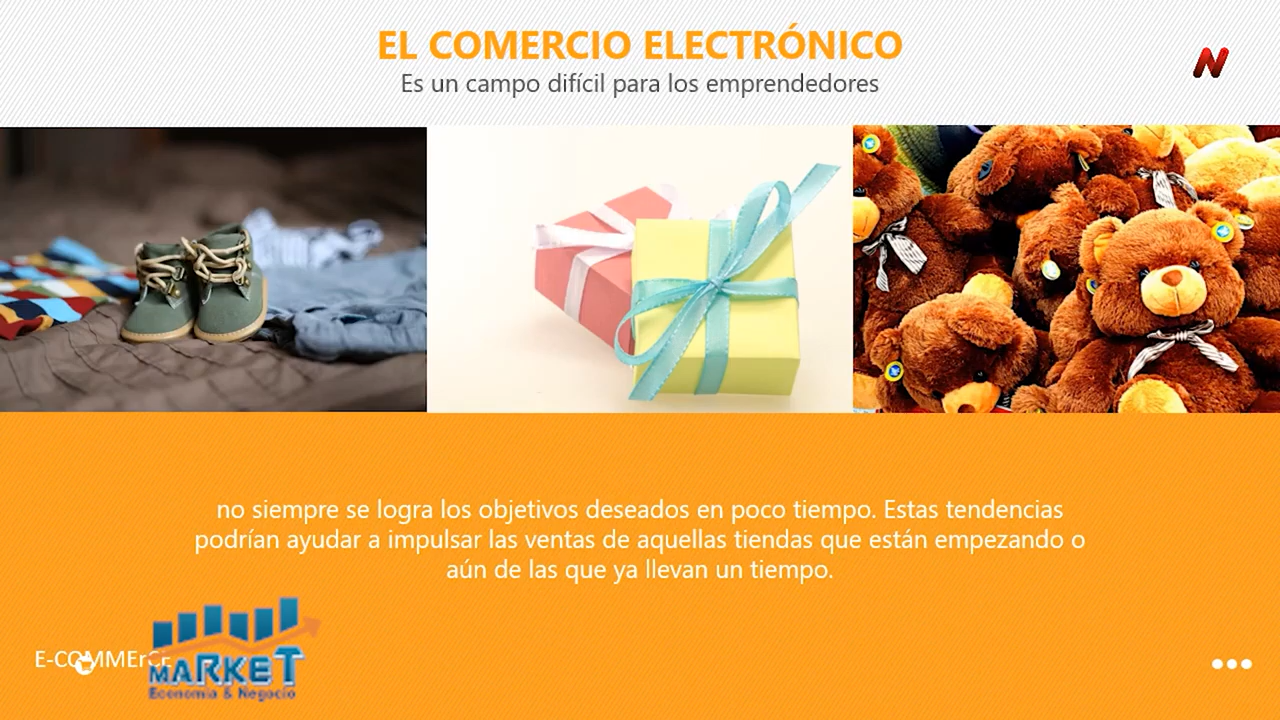 EL COMERCIO ELECTRÓNICO
Es un campo difícil para los emprendedores
N
no siempre se logra los objetivos deseados en poco tiempo. Estas tendencias
podrían ayudar a impulsar las ventas de aquellas tiendas que están empezando o
aún de las que ya llevan un tiempo.
E-COMMErCE
MARKET
Economia & Negocio